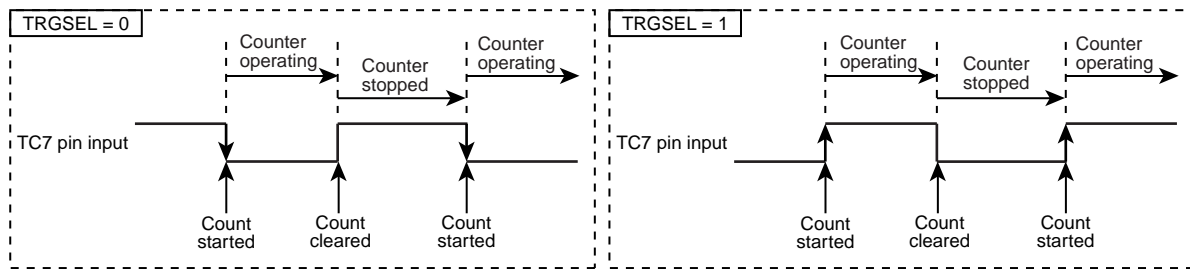 TRGSEL = 0
Counter
operating
Counter
stopped
Counter
operating
TC7 pin input
Count
started
Count
cleared
Count
started
TRGSEL = 1
Counter
operating
Counter
stopped
Counter
operating
TC7 pin input
Count
started
Count
cleared
Count
started